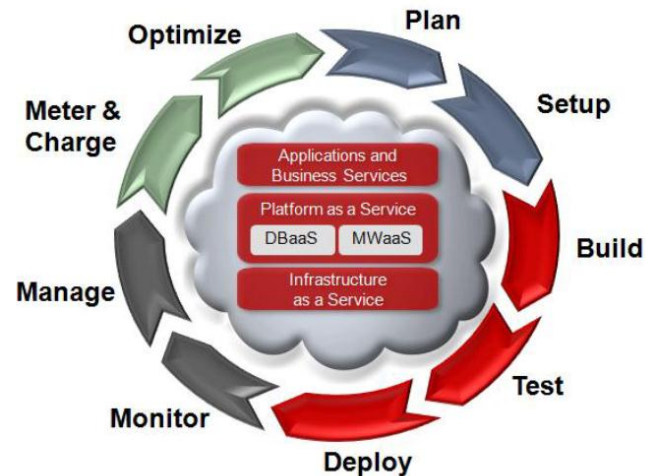 Plan
Setup
Build
Test
Deploy
Monitor
Manage
Meter &
Charge
Optimize
Applications and
Business Services
Platform as a Service
DBaaS
MWaaS
Infrastructure
as a Service